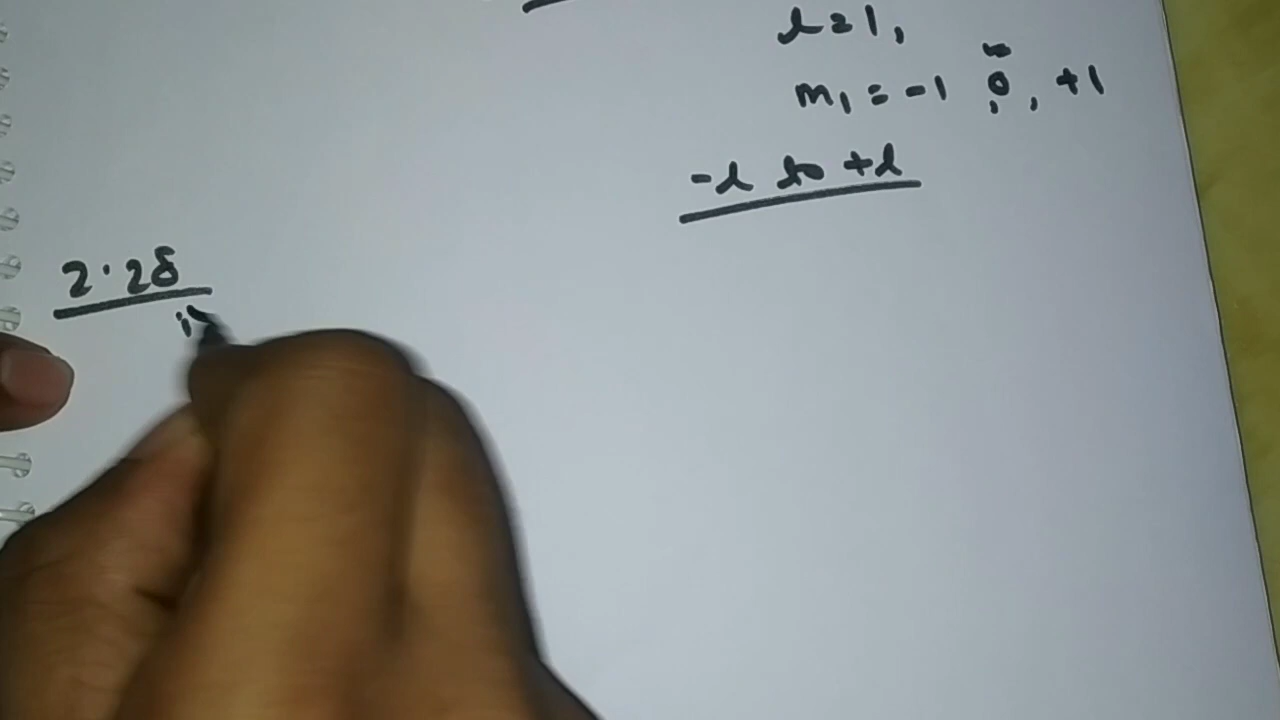 l=1,
m₁ = -1 0, , +1
-l to +l
2.28
i